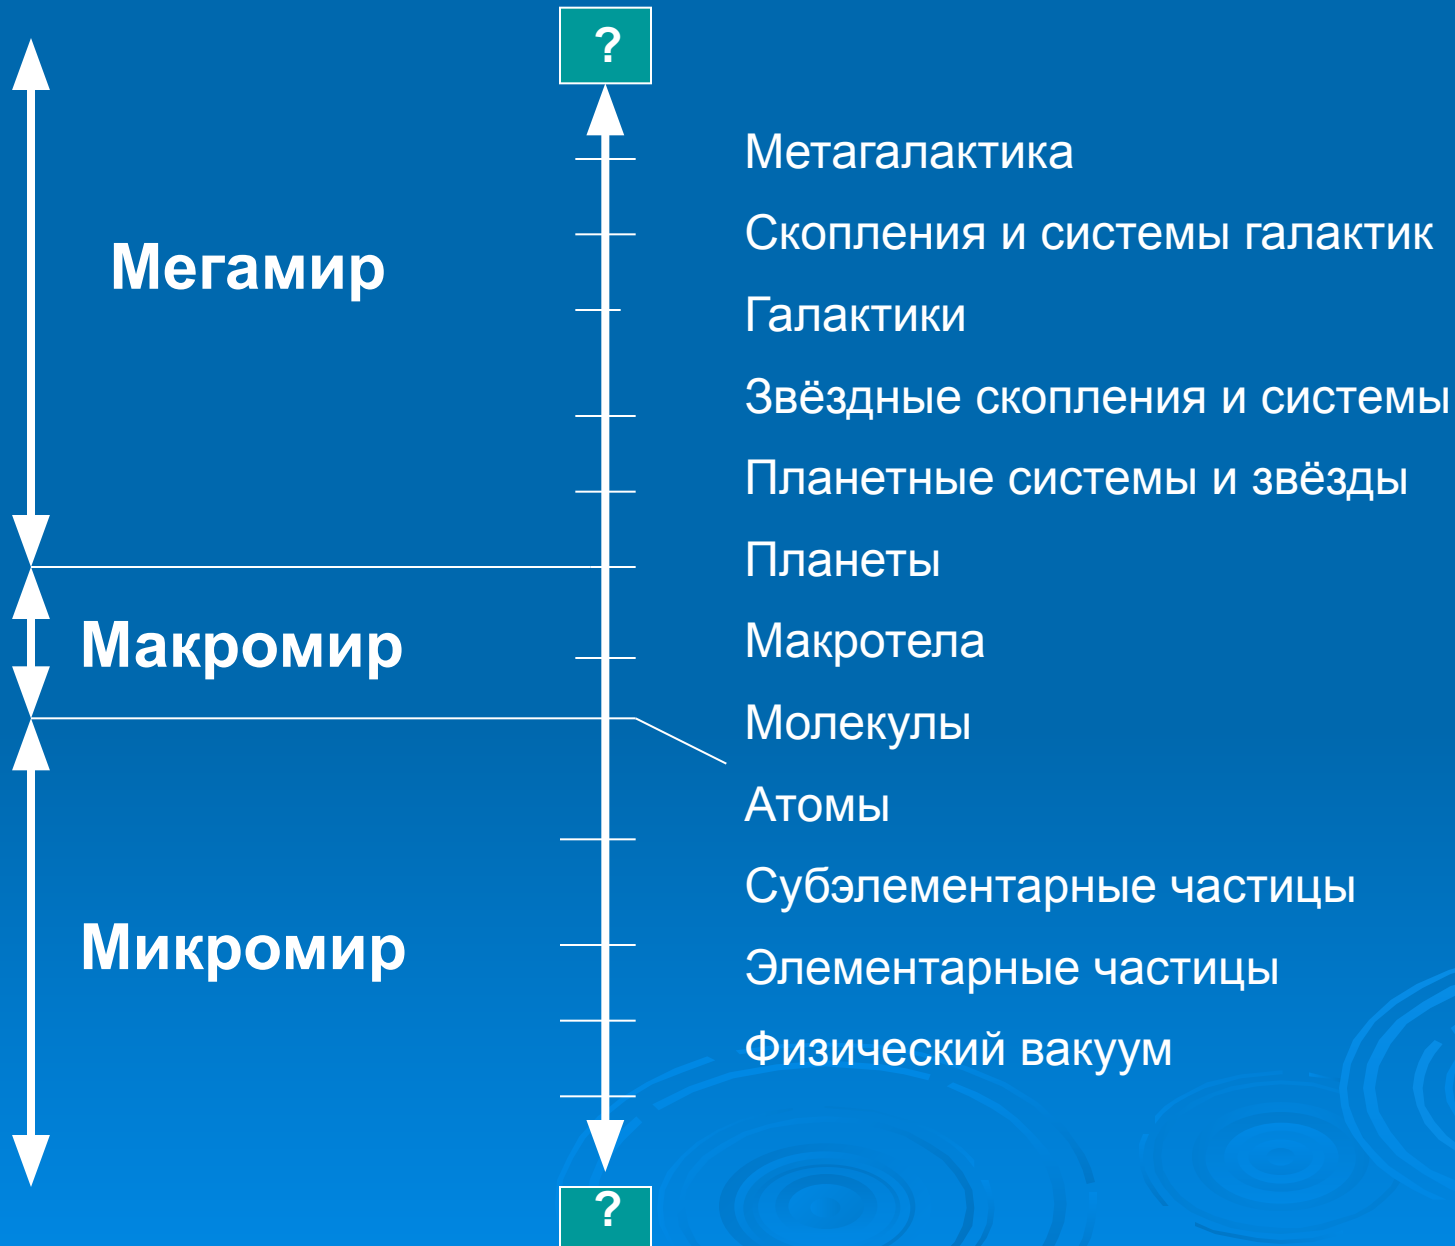 ?
Метагалактика
Скопления и системы галактик
Мегамир
Галактики
Звёздные скопления и системы
Планетные системы и звёзды
Планеты
Макромир
Макротела
Молекулы
Атомы
Субэлементарные частицы
Микромир
Элементарные частицы
Физический вакуум
?